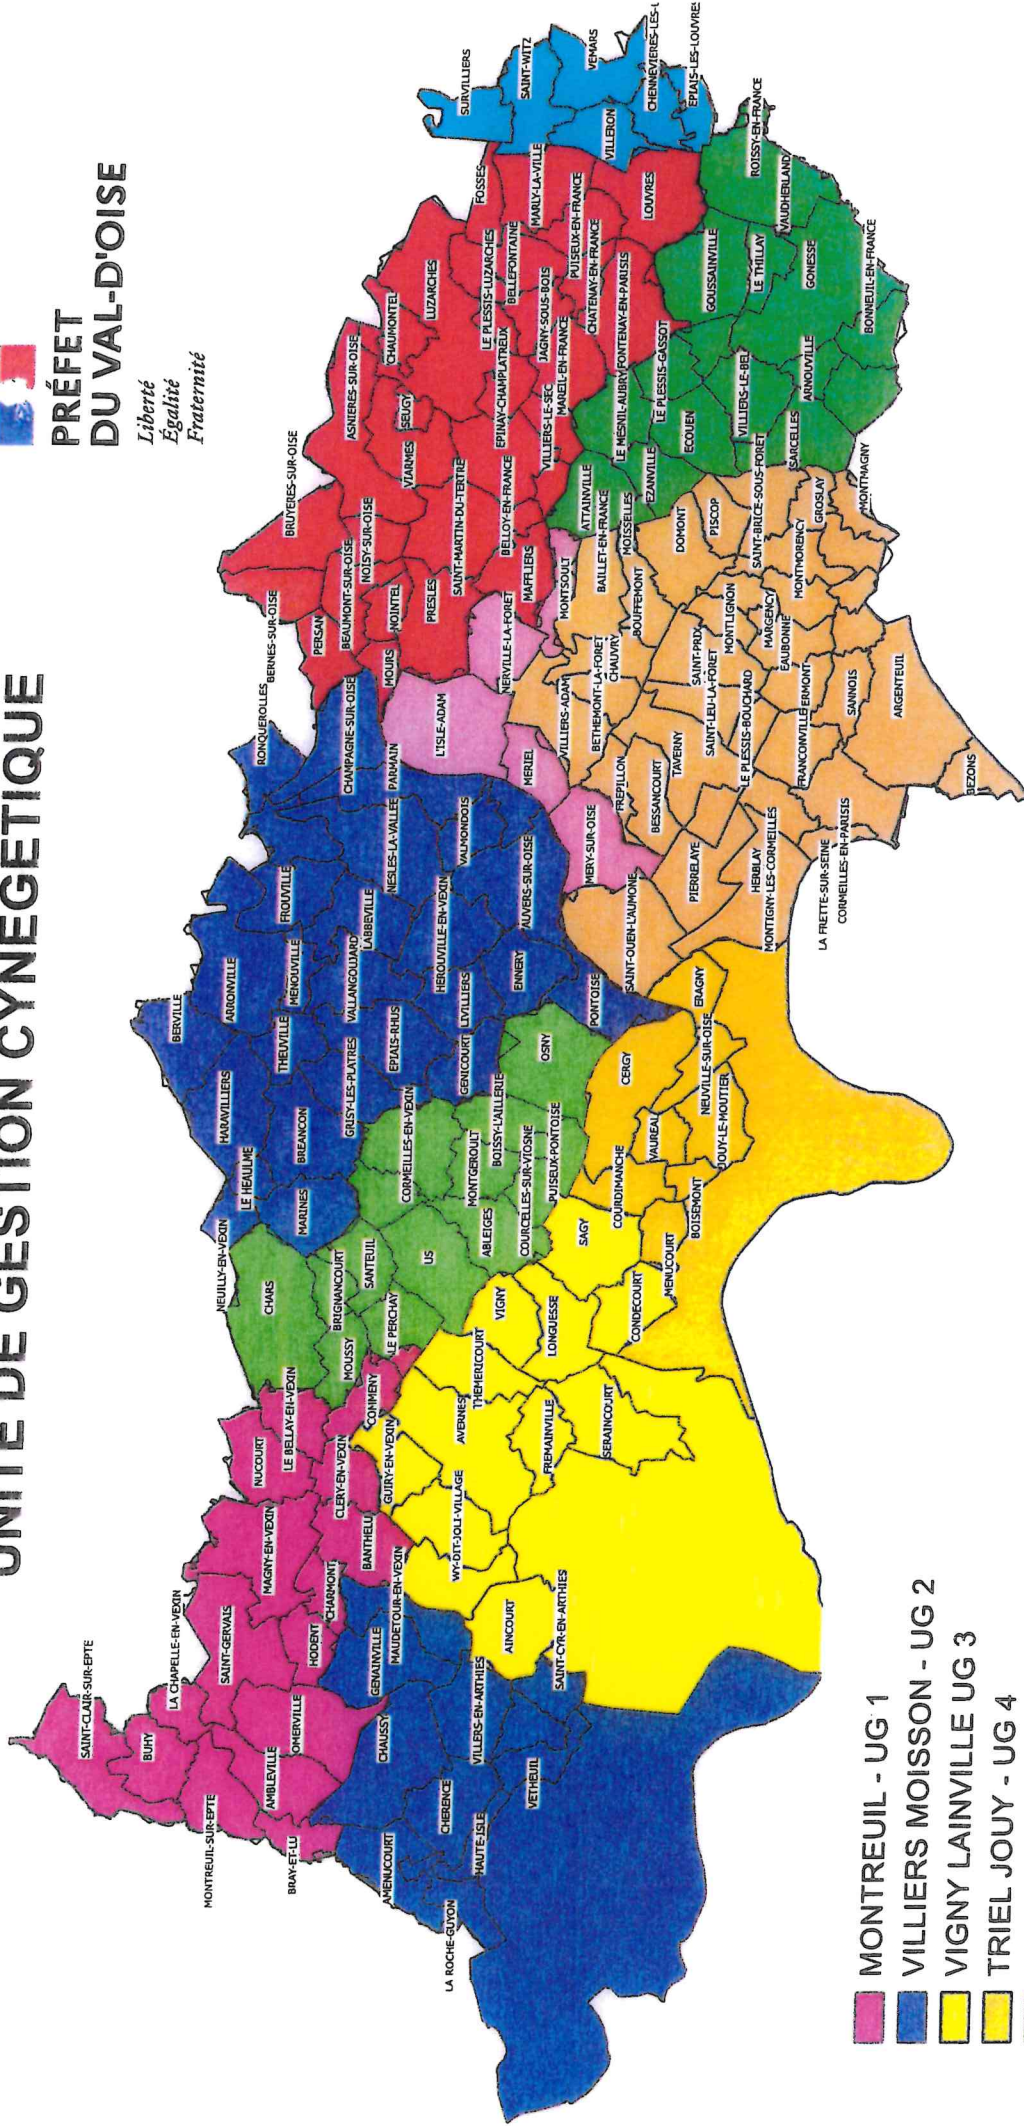 UNITE DE GESTION CYNEGETIQUE
PRÉFET
DU VAL-D'OISE
Liberté
Égalité
Fraternité
SAINT-CLAIR-SUR-EPTE
BUHY
LA CHAPELLE-EN-VEXIN
MONTREUIL-SUR-EPTE
SAINT-GERVAIS
MAGNY-EN-VEXIN
NUCOURT
LE BELLAY-EN-VEXIN
AMBLEVILLE
OMERVILLE
HODENT
CHARMONT
BRAY-ET-LU
CLERY-EN-VEXIN
BANTHELU
COMMENY
GENAINVILLE
MAUDETOUR-EN-VEXIN
CHAUSSY
AMENUCOURT
CHERENCE
LA ROCHE-GUYON
HAUTE-ISLE
VILLERS-EN-ARTHIES
VETHEUIL
SAINT-CYR-EN-ARTHIES
AINCOURT
WY-DIT-JOLI-VILLAGE
GUIRY-EN-VEXIN
AVERNES
THEMERICOURT
FREMAINVILLE
SERAINCOURT
VIGNY
LONGUESSE
SAGY
CONDECOURT
NEUILLY-EN-VEXIN
CHARS
BRIGNANCOURT
MOUSSY
SANTEUIL
LE PERCHAY
US
ABLEIGES
MONTGEROULT
CORMEILLES-EN-VEXIN
BOISSY-L'AILLERIE
COURCELLES-SUR-VIOSNE
PUISEUX-PONTOISE
OSNY
COURDIMANCHE
MENUCOURT
BOISEMONT
VAUREAL
CERGY
JOUY-LE-MOUTIER
NEUVILLE-SUR-OISE
ERAGNY
BERVILLE
HARAVILLIERS
LE HEAULME
MARINES
BREANCON
ARRONVILLE
THEUVILLE
MENOUVILLE
FROUVILLE
GRISY-LES-PLATRES
VALLANGOUJARD
LABBEVILLE
EPIAIS-RHUS
NESLES-LA-VALLEE
HEROUVILLE-EN-VEXIN
GENICOURT
LIVILLIERS
VALMONDOIS
ENNERY
AUVERS-SUR-OISE
PONTOISE
RONQUEROLLES
CHAMPAGNE-SUR-OISE
PARMAIN
L'ISLE-ADAM
MERIEL
MERY-SUR-OISE
NERVILLE-LA-FORET
MONTSOULT
BERNES-SUR-OISE
BRUYERES-SUR-OISE
PERSAN
BEAUMONT-SUR-OISE
NOISY-SUR-OISE
MOURS
NOINTEL
PRESLES
SAINT-MARTIN-DU-TERTRE
ASNIERES-SUR-OISE
VIARMES
SEUGY
CHAUMONTEL
LUZARCHES
BELLOY-EN-FRANCE
MAFFLIERS
VILLIERS-LE-SEC
EPINAY-CHAMPLATREUX
LE PLESSIS-LUZARCHES
BELLEFONTAINE
JAGNY-SOUS-BOIS
MAREIL-EN-FRANCE
CHATENAY-EN-FRANCE
PUISEUX-EN-FRANCE
FOSSES
MARLY-LA-VILLE
FONTENAY-EN-PARISIS
LOUVRES
SURVILLIERS
SAINT-WITZ
VEMARS
VILLERON
CHENNEVIERES-LES-L
EPIAIS-LES-LOUVRES
ROISSY-EN-FRANCE
VAUDHERLAND
GOUSSAINVILLE
LE THILLAY
GONESSE
BONNEUIL-EN-FRANCE
LE MESNIL-AUBRY
LE PLESSIS-GASSOT
ATTAINVILLE
MOISSELLES
EZANVILLE
ECOUEN
VILLIERS-LE-BEL
ARNOUVILLE
SARCELLES
BAILLET-EN-FRANCE
BOUFFEMONT
DOMONT
PISCOP
SAINT-BRICE-SOUS-FORET
GROSLAY
MONTMAGNY
MONTMORENCY
MONTLIGNON
MARGENCY
EAUBONNE
ERMONT
SANNOIS
ARGENTEUIL
BEZONS
VILLIERS-ADAM
BETHEMONT-LA-FORET
CHAUVRY
FREPILLON
BESSANCOURT
TAVERNY
SAINT-PRIX
SAINT-LEU-LA-FORET
LE PLESSIS-BOUCHARD
FRANCONVILLE
SAINT-OUEN-L'AUMONE
PIERRELAYE
HERBLAY
MONTIGNY-LES-CORMEILLES
LA FRETTE-SUR-SEINE
CORMEILLES-EN-PARISIS
MONTREUIL - UG 1
VILLIERS MOISSON - UG 2
VIGNY LAINVILLE UG 3
TRIEL JOUY - UG 4